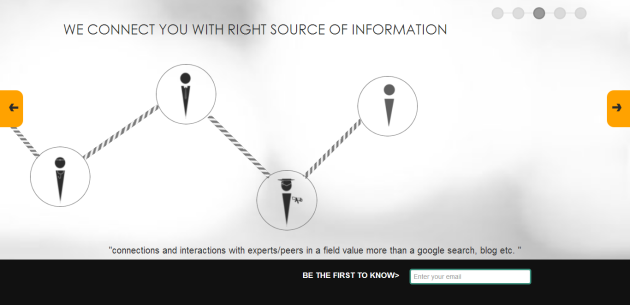 WE CONNECT YOU WITH RIGHT SOURCE OF INFORMATION
"connections and interactions with experts/peers in a field value more than a google search, blog etc. "
BE THE FIRST TO KNOW>
Enter your email